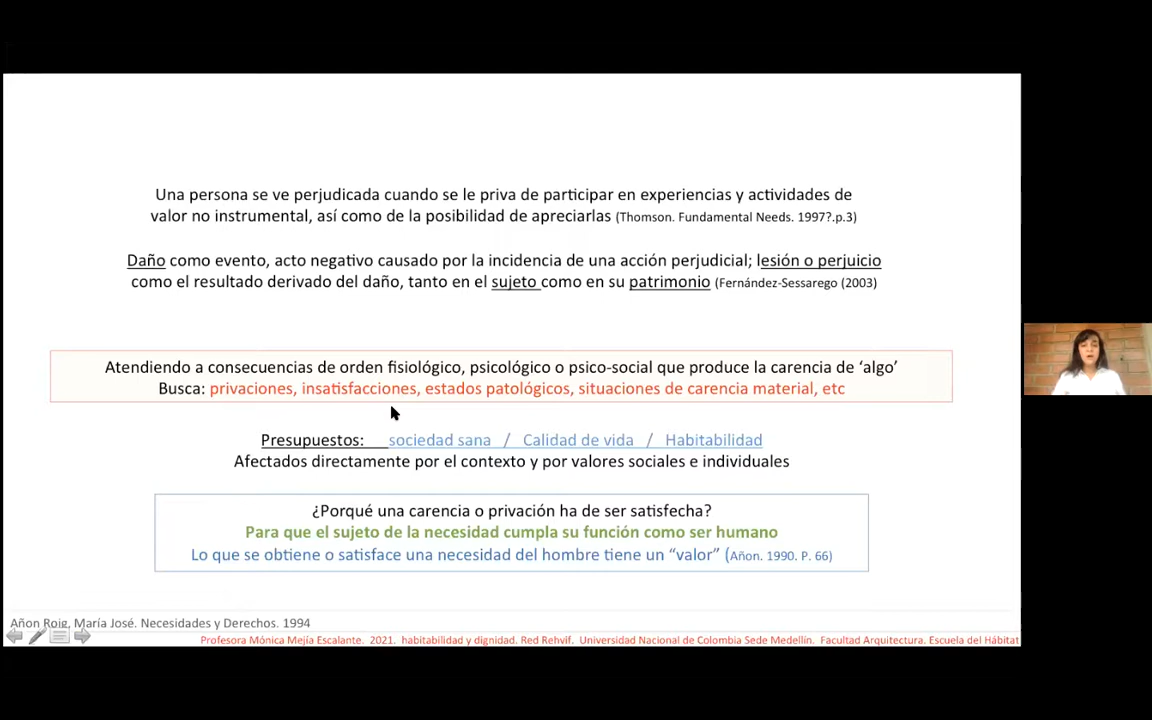 Una persona se ve perjudicada cuando se le priva de participar en experiencias y actividades de
valor no instrumental, así como de la posibilidad de apreciarlas (Thomson. Fundamental Needs. 1997?.p.3)
Daño como evento, acto negativo causado por la incidencia de una acción perjudicial; lesión o perjuicio
como el resultado derivado del daño, tanto en el sujeto como en su patrimonio (Fernández-Sessarego (2003)
Atendiendo a consecuencias de orden fisiológico, psicológico o psico-social que produce la carencia de ‘algo’
Busca: privaciones, insatisfacciones, estados patológicos, situaciones de carencia material, etc
Presupuestos: sociedad sana / Calidad de vida / Habitabilidad
Afectados directamente por el contexto y por valores sociales e individuales
¿Porqué una carencia o privación ha de ser satisfecha?
Para que el sujeto de la necesidad cumpla su función como ser humano
Lo que se obtiene o satisface una necesidad del hombre tiene un “valor” (Añon. 1990. P. 66)
Añon Roig, María José. Necesidades y Derechos. 1994
Profesora Mónica Mejía Escalante. 2021. habitabilidad y dignidad. Red Rehvif. Universidad Nacional de Colombia Sede Medellín. Facultad Arquitectura. Escuela del Hábitat